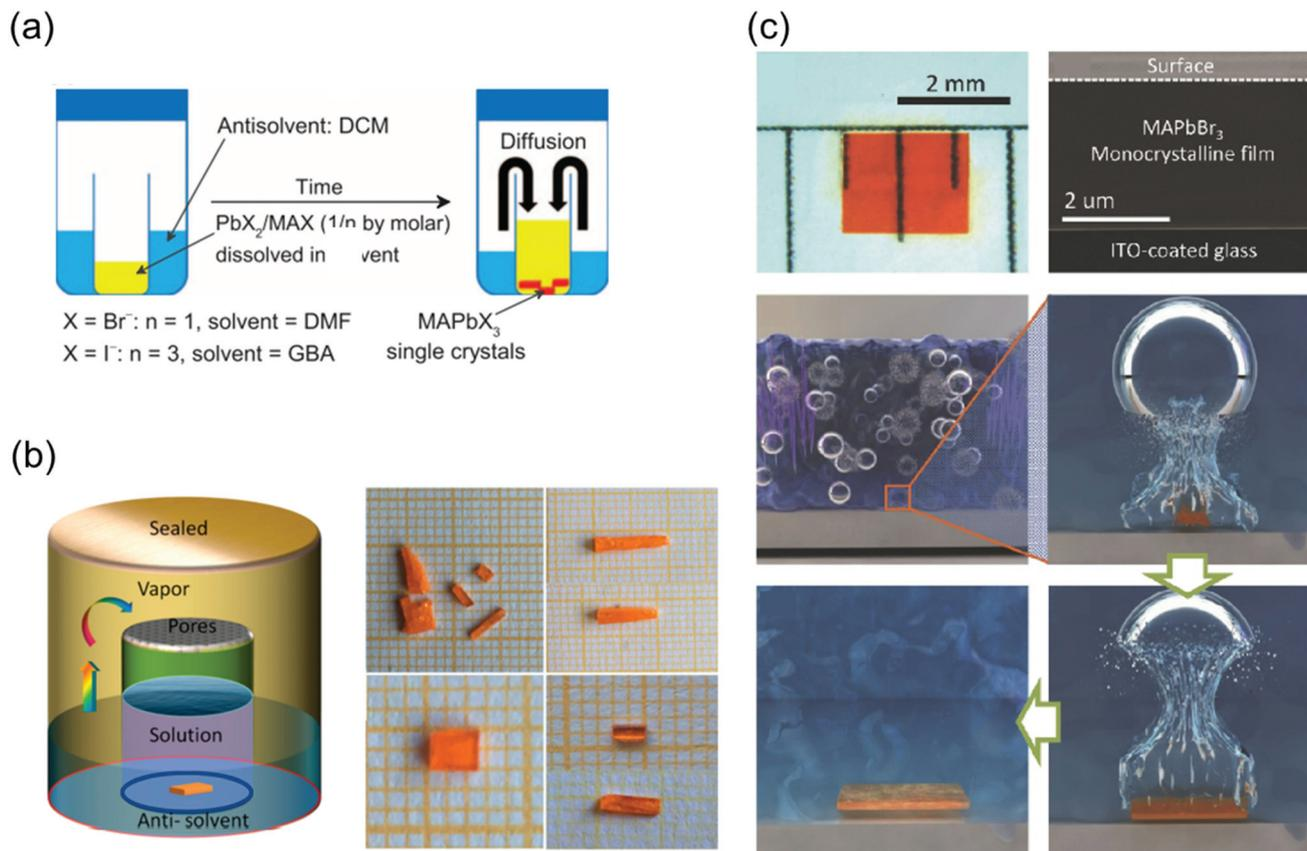 (a)
Antisolvent: DCM
Time
PbX₂/MAX (1/n by molar)
dissolved in vent
Diffusion
X = Br⁻: n = 1, solvent = DMF
X = I⁻: n = 3, solvent = GBA
MAPbX₃
single crystals
(b)
Sealed
Vapor
Pores
Solution
Anti- solvent
(c)
2 mm
Surface
MAPbBr₃
Monocrystalline film
2 um
ITO-coated glass